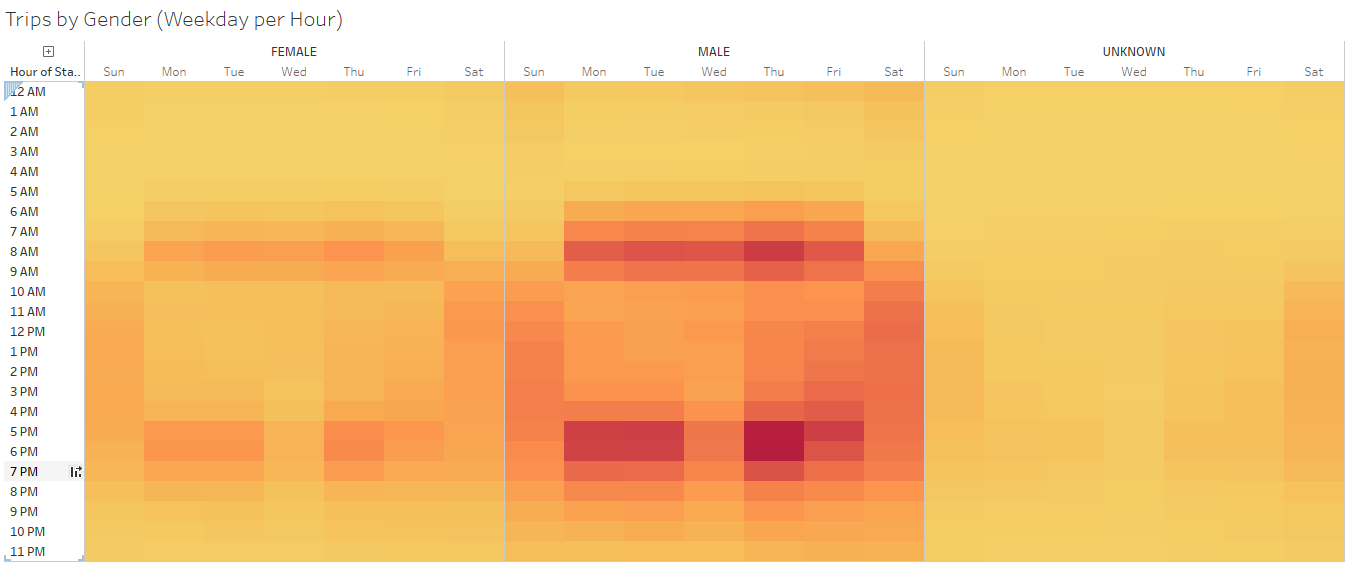 Trips by Gender (Weekday per Hour)
FEMALE MALE UNKNOWN
Hour of Sta.. Sun Mon Tue Wed Thu Fri Sat Sun Mon Tue Wed Thu Fri Sat Sun Mon Tue Wed Thu Fri Sat
12 AM
1 AM
2 AM
3 AM
4 AM
5 AM
6 AM
7 AM
8 AM
9 AM
10 AM
11 AM
12 PM
1 PM
2 PM
3 PM
4 PM
5 PM
6 PM
7 PM
8 PM
9 PM
10 PM
11 PM